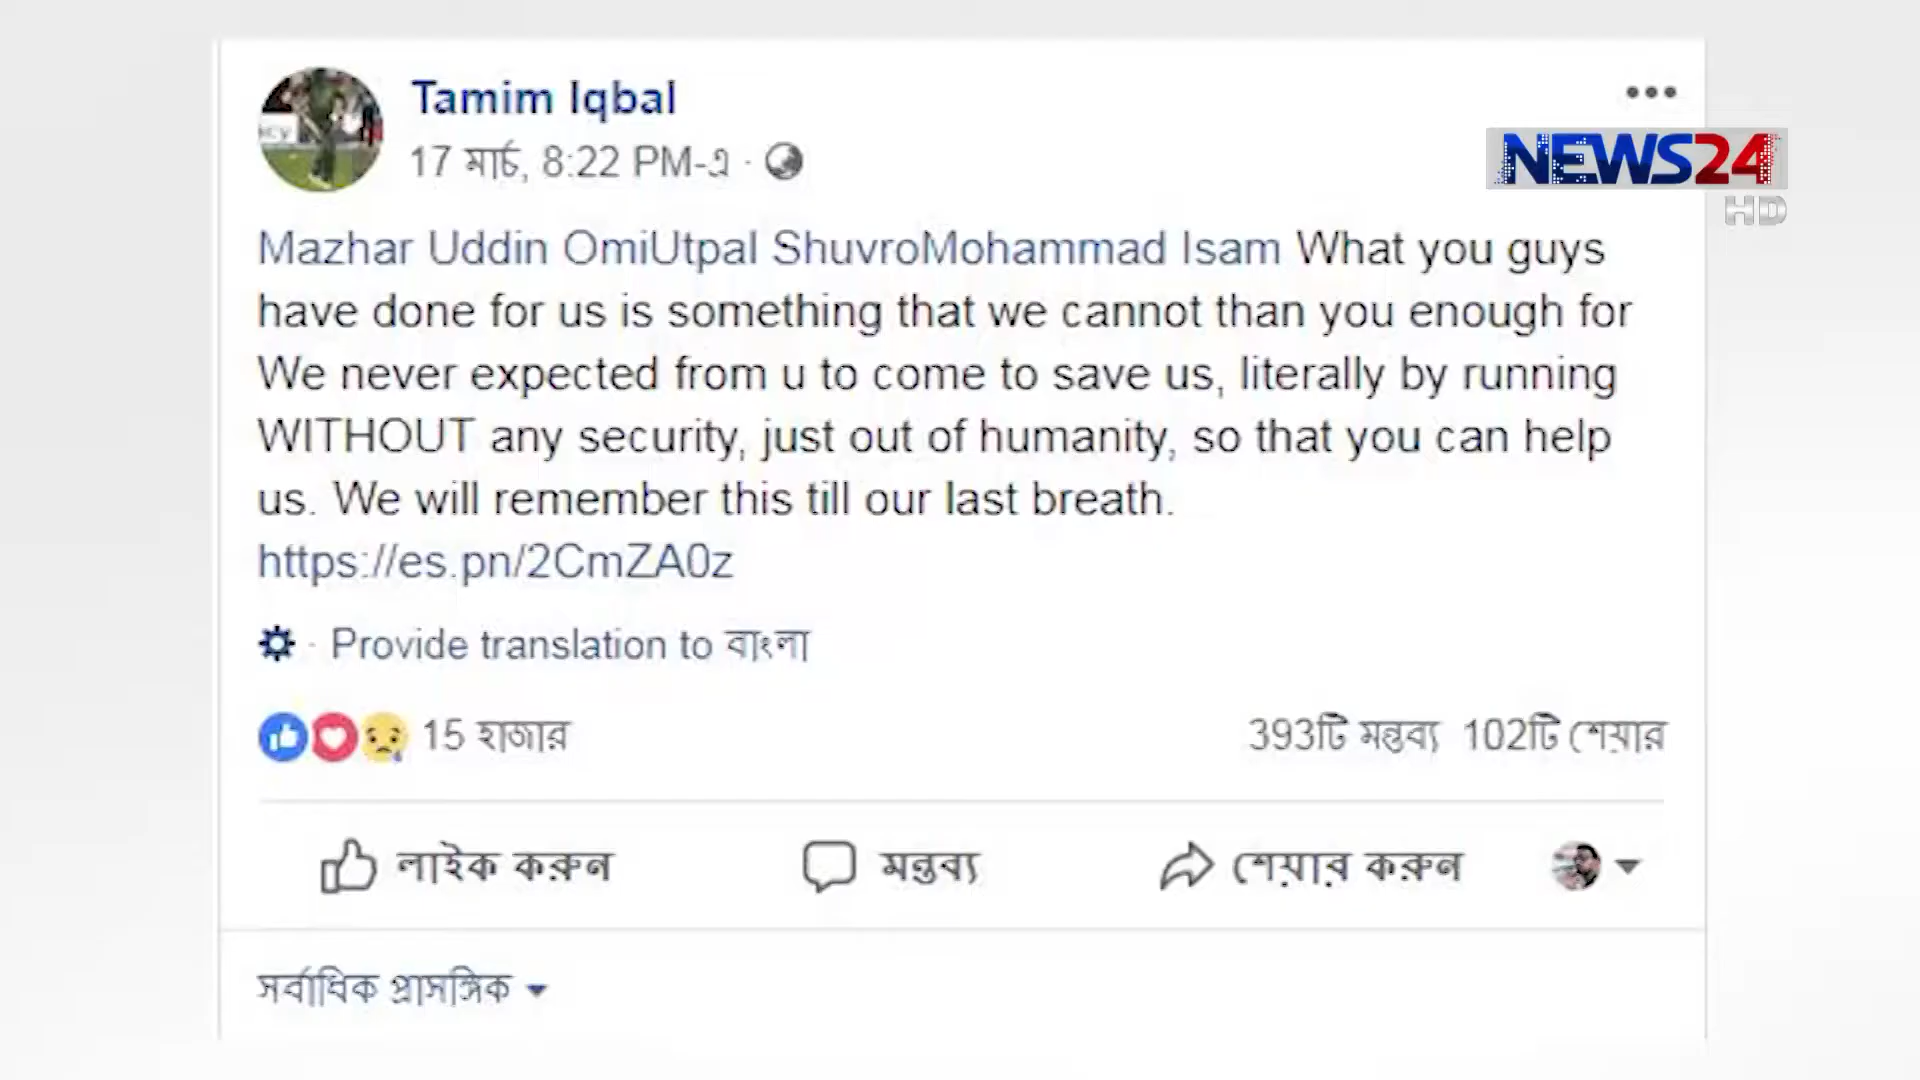 Tamim Iqbal
17 মার্চ, 8:22 PM-এ ·
NEWS24
HD
Mazhar Uddin OmiUtpal ShuvroMohammad Isam What you guys
have done for us is something that we cannot than you enough for
We never expected from u to come to save us, literally by running
WITHOUT any security, just out of humanity, so that you can help
us. We will remember this till our last breath.
https://es.pn/2CmZA0z
· Provide translation to বাংলা
15 হাজার 393টি মন্তব্য 102টি শেয়ার
লাইক করুন মন্তব্য শেয়ার করুন
সর্বাধিক প্রাসঙ্গিক